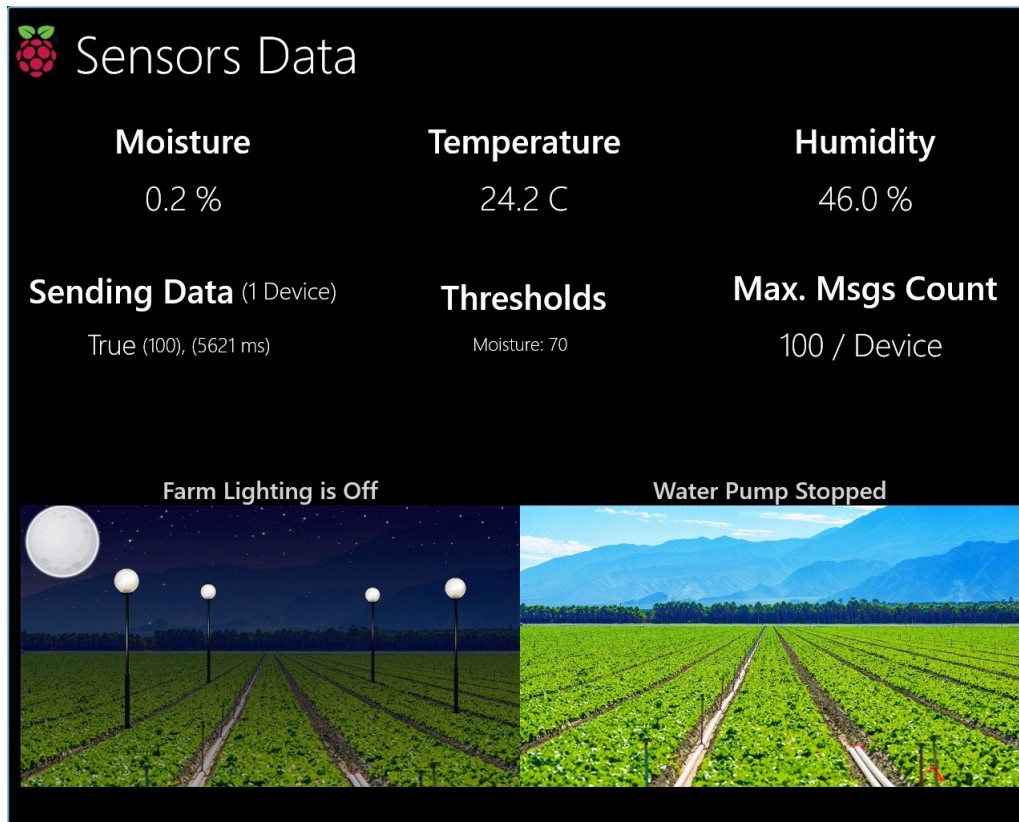 Sensors Data
Moisture
Temperature
Humidity
0.2 %
24.2 C
46.0 %
Sending Data (1 Device)
Thresholds
Max. Msgs Count
True (100), (5621 ms)
Moisture: 70
100 / Device
Farm Lighting is Off
Water Pump Stopped